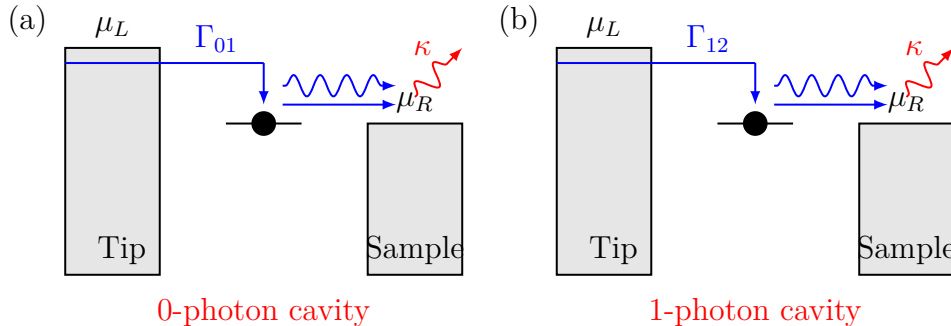 (a)
μ_L
Γ_01
κ
μ_R
Tip
Sample
0-photon cavity
(b)
μ_L
Γ_12
κ
μ_R
Tip
Sample
1-photon cavity